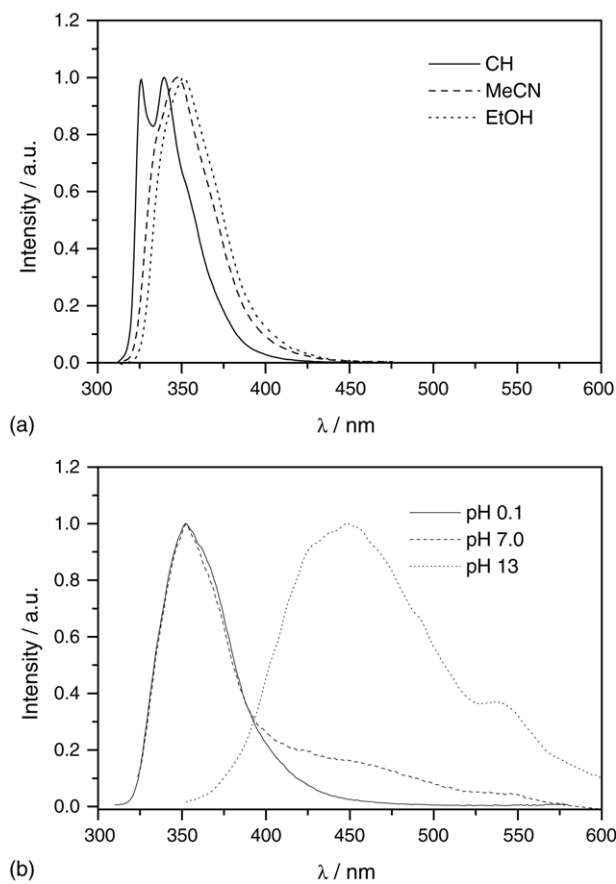 1.2
1.0
0.8
0.6
0.4
0.2
0.0
Intensity / a.u.
CH
MeCN
EtOH
300 350 400 450 500 550 600
λ / nm
(a)
1.2
1.0
0.8
0.6
0.4
0.2
0.0
Intensity / a.u.
pH 0.1
pH 7.0
pH 13
300 350 400 450 500 550 600
λ / nm
(b)